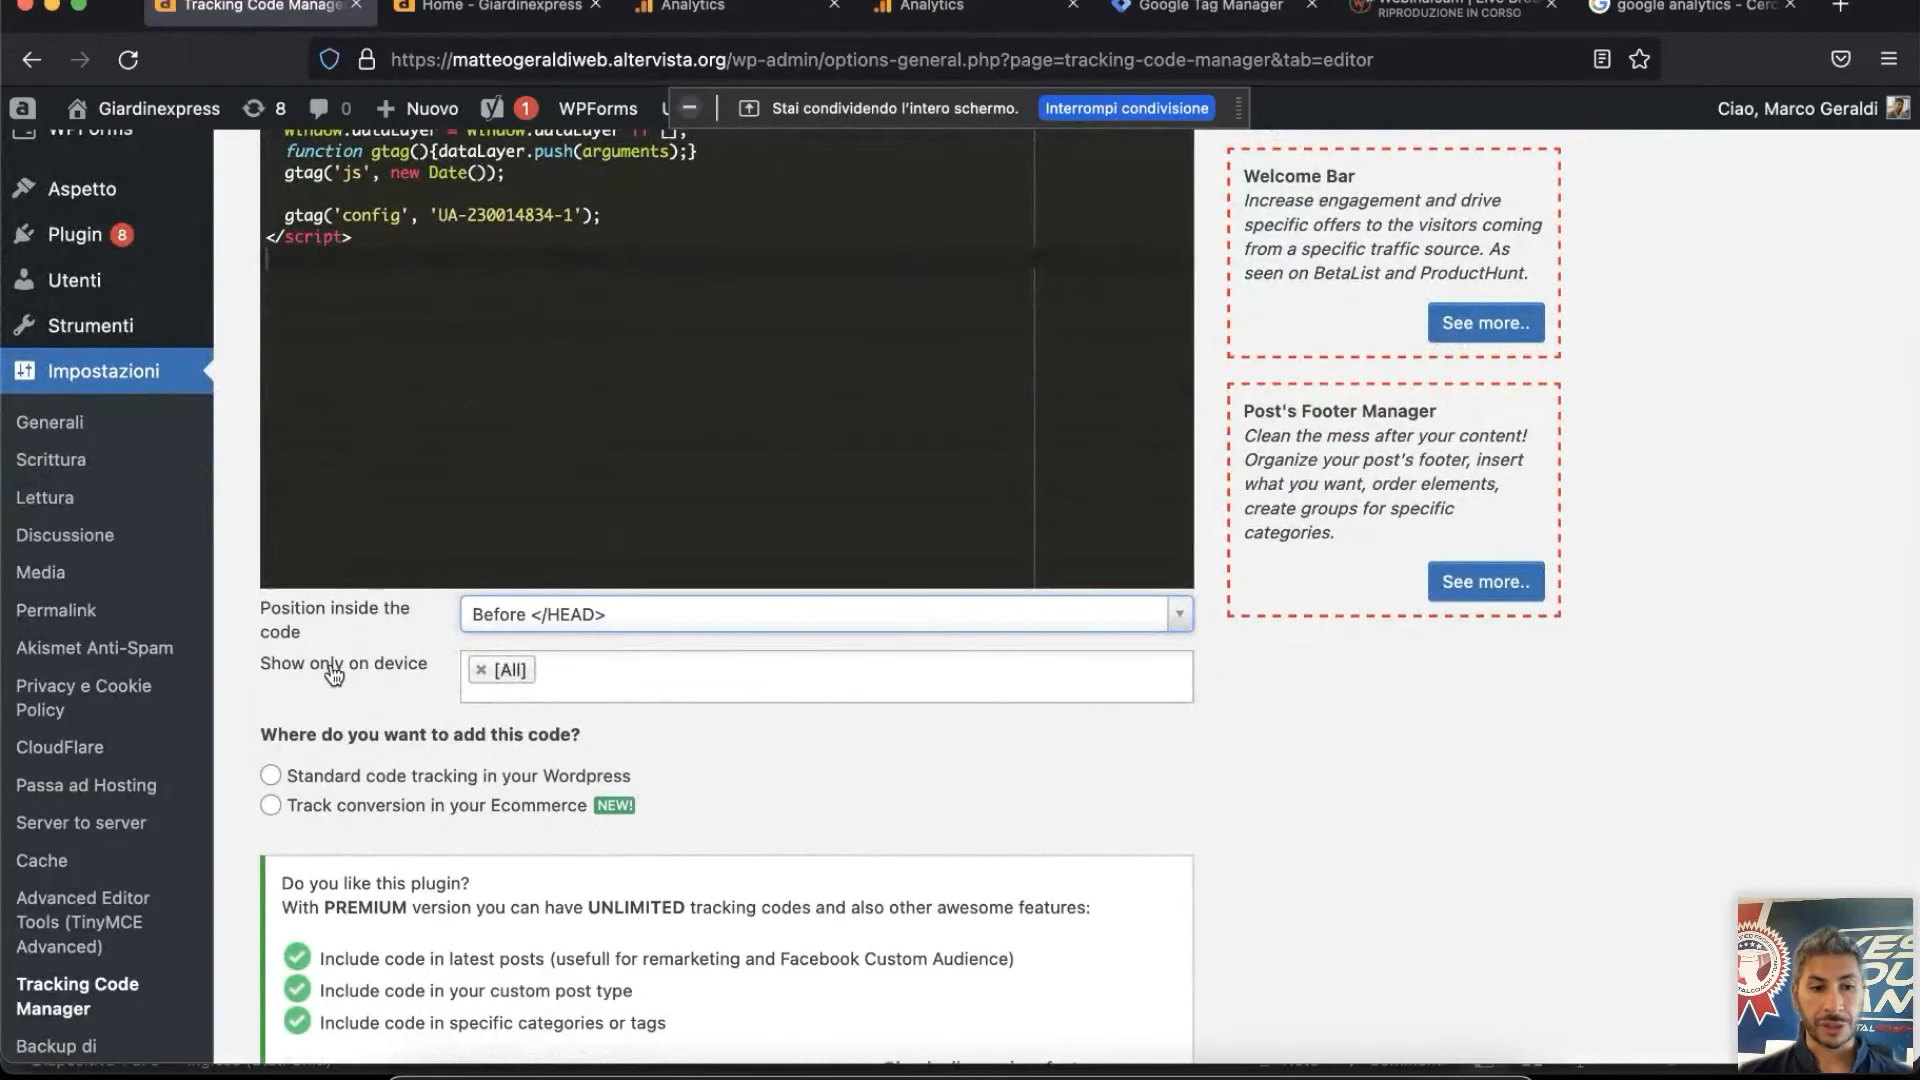 Tracking Code Manage
Home - Giardinexpress
Analytics
Analytics
Google Tag Manager
RIPRODUZIONE IN CORSO
google analytics - Cerc
https://matteogeraldiweb.altervista.org/wp-admin/options-general.php?page=tracking-code-manager&tab=editor
Giardinexpress
8
0
Nuovo
1
WPForms
Stai condividendo l'intero schermo.
Interrompi condivisione
Ciao, Marco Geraldi
WPForms
Aspetto
Plugin 8
Utenti
Strumenti
Impostazioni
Generali
Scrittura
Lettura
Discussione
Media
Permalink
Akismet Anti-Spam
Privacy e Cookie
Policy
CloudFlare
Passa ad Hosting
Server to server
Cache
Advanced Editor
Tools (TinyMCE
Advanced)
Tracking Code
Manager
Backup di
window.dataLayer = window.dataLayer || [];
function gtag(){dataLayer.push(arguments);}
gtag('js', new Date());
gtag('config', 'UA-230014834-1');
</script>
Position inside the
code
Before </HEAD>
Show only on device
× [All]
Where do you want to add this code?
Standard code tracking in your Wordpress
Track conversion in your Ecommerce NEW!
Do you like this plugin?
With PREMIUM version you can have UNLIMITED tracking codes and also other awesome features:
Include code in latest posts (usefull for remarketing and Facebook Custom Audience)
Include code in your custom post type
Include code in specific categories or tags
Welcome Bar
Increase engagement and drive
specific offers to the visitors coming
from a specific traffic source. As
seen on BetaList and ProductHunt.
See more..
Post's Footer Manager
Clean the mess after your content!
Organize your post's footer, insert
what you want, order elements,
create groups for specific
categories.
See more..